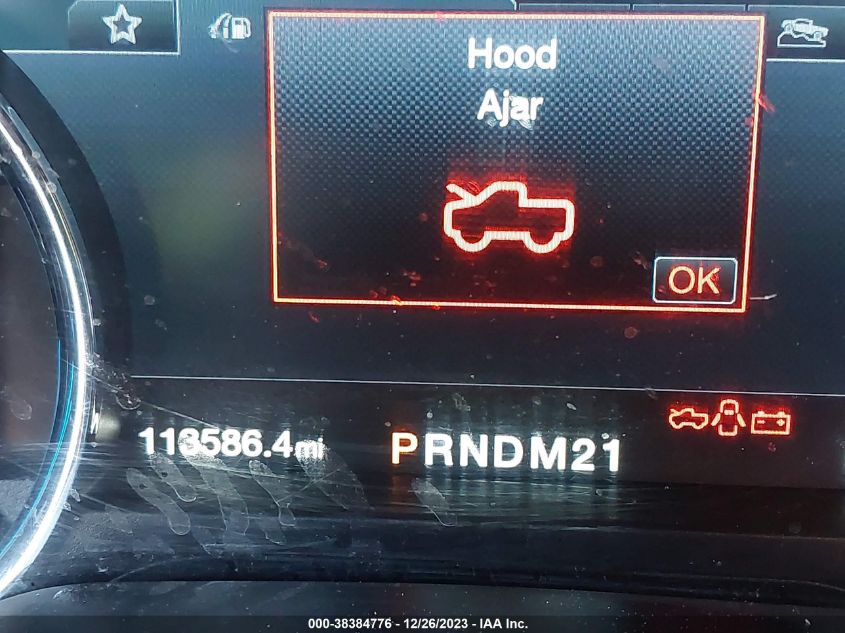 Hood
Ajar
OK
113586.4mi
PRNDM21
000-38384776 - 12/26/2023 - IAA Inc.